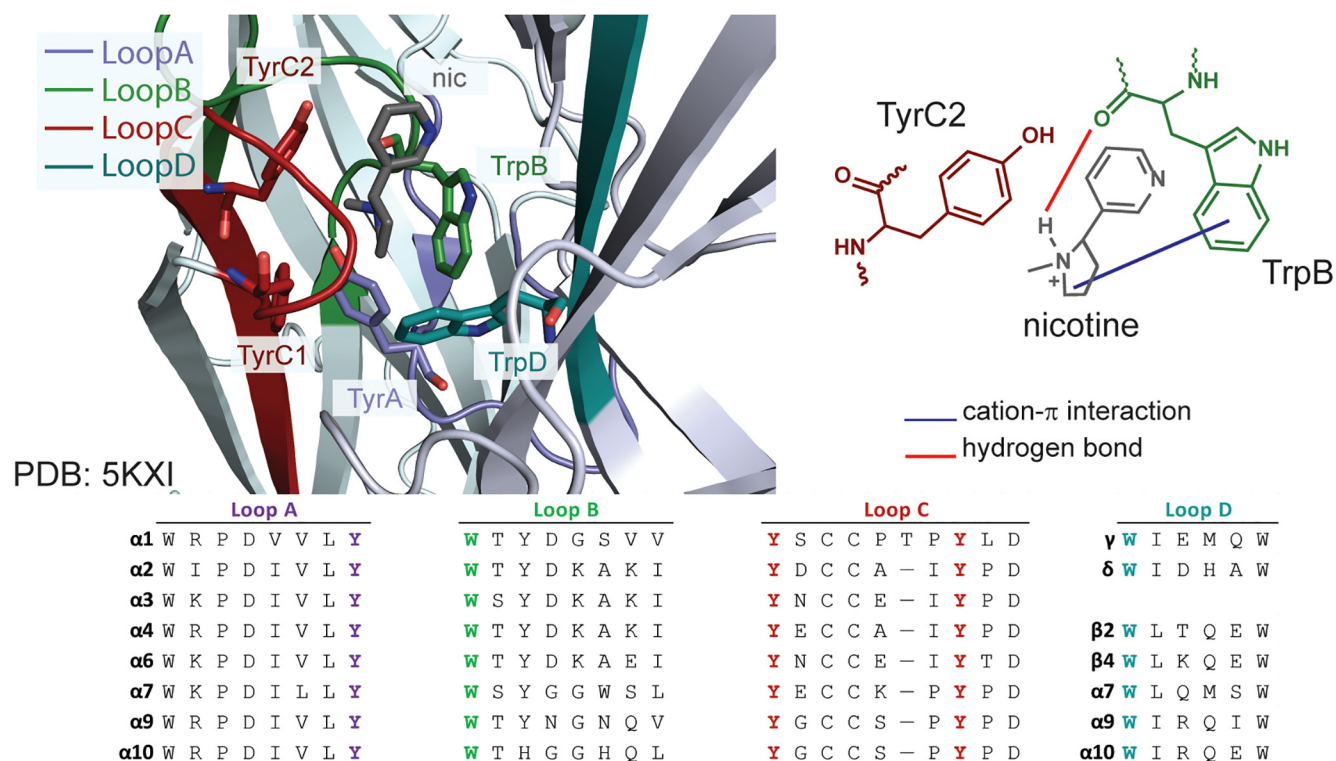 LoopA
LoopB
LoopC
LoopD
TyrC2
nic
TrpB
TyrC1
TyrA
TrpD
PDB: 5KXI
TyrC2
OH
O
HN
O
NH
NH
N
H
N
+
TrpB
nicotine
cation-π interaction
hydrogen bond
Loop A Loop B Loop C Loop D
α1 W R P D V V L Y W T Y D G S V V Y S C C P T P Y L D γ W I E M Q W
α2 W I P D I V L Y W T Y D K A K I Y D C C A – I Y P D δ W I D H A W
α3 W K P D I V L Y W S Y D K A K I Y N C C E – I Y P D
α4 W R P D I V L Y W T Y D K A K I Y E C C A – I Y P D β2 W L T Q E W
α6 W K P D I V L Y W T Y D K A E I Y N C C E – I Y T D β4 W L K Q E W
α7 W K P D I L L Y W S Y G G W S L Y E C C K – P Y P D α7 W L Q M S W
α9 W R P D I V L Y W T Y N G N Q V Y G C C S – P Y P D α9 W I R Q I W
α10 W R P D I V L Y W T H G G H Q L Y G C C S – P Y P D α10 W I R Q E W